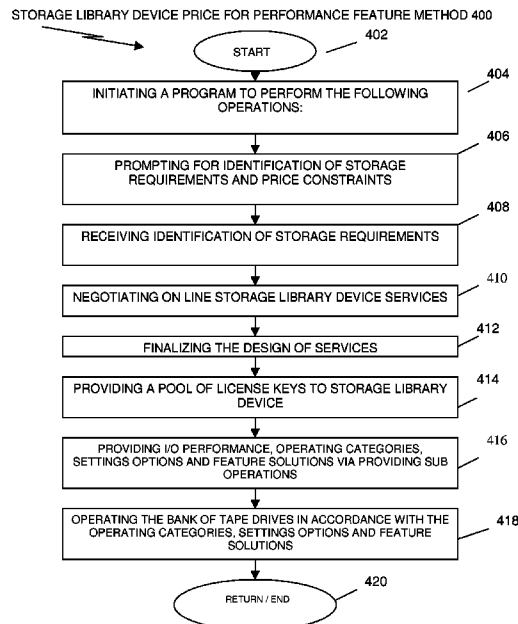 STORAGE LIBRARY DEVICE PRICE FOR PERFORMANCE FEATURE METHOD 400
START
402
404
INITIATING A PROGRAM TO PERFORM THE FOLLOWING
OPERATIONS:
406
PROMPTING FOR IDENTIFICATION OF STORAGE
REQUIREMENTS AND PRICE CONSTRAINTS
408
RECEIVING IDENTIFICATION OF STORAGE REQUIREMENTS
410
NEGOTIATING ON LINE STORAGE LIBRARY DEVICE SERVICES
412
FINALIZING THE DESIGN OF SERVICES
PROVIDING A POOL OF LICENSE KEYS TO STORAGE LIBRARY
DEVICE
414
PROVIDING I/O PERFORMANCE, OPERATING CATEGORIES,
SETTINGS OPTIONS AND FEATURE SOLUTIONS VIA PROVIDING SUB
OPERATIONS
416
OPERATING THE BANK OF TAPE DRIVES IN ACCORDANCE WITH THE
OPERATING CATEGORIES, SETTINGS OPTIONS AND FEATURE
SOLUTIONS
418
420
RETURN / END